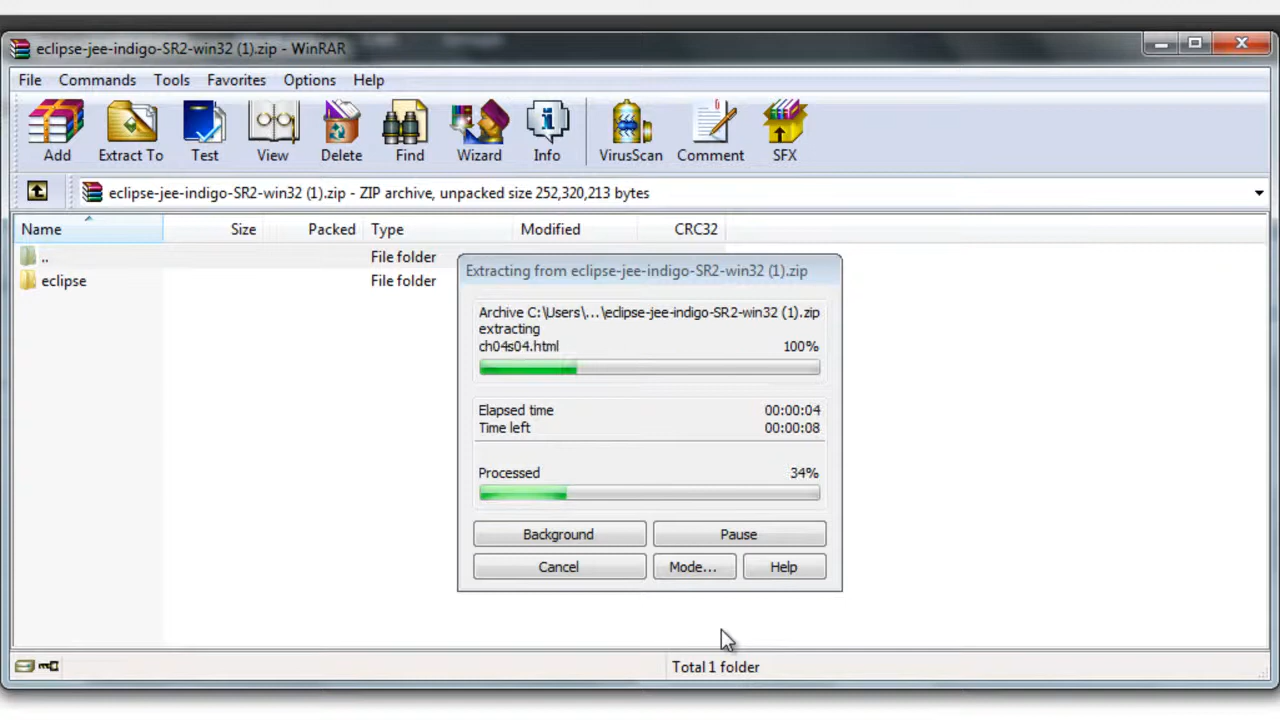 eclipse-jee-indigo-SR2-win32 (1).zip - WinRAR
File Commands Tools Favorites Options Help
Add Extract To Test View Delete Find Wizard Info VirusScan Comment SFX
eclipse-jee-indigo-SR2-win32 (1).zip - ZIP archive, unpacked size 252,320,213 bytes
Name Size Packed Type Modified CRC32
.. File folder
eclipse File folder
Extracting from eclipse-jee-indigo-SR2-win32 (1).zip
Archive C:\Users\...\eclipse-jee-indigo-SR2-win32 (1).zip
extracting
ch04s04.html 100%
Elapsed time 00:00:04
Time left 00:00:08
Processed 34%
Background Pause
Cancel Mode... Help
Total 1 folder